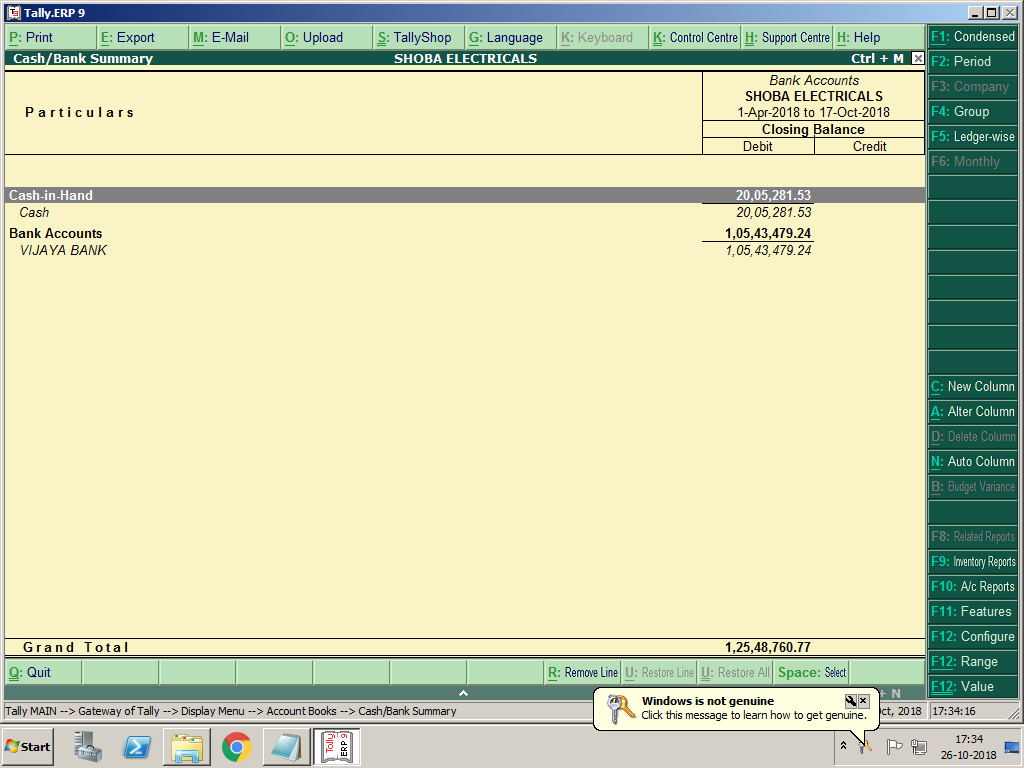 Tally.ERP 9
P: Print E: Export M: E-Mail O: Upload S: TallyShop G: Language K: Keyboard K: Control Centre H: Support Centre H: Help
Cash/Bank Summary SHOBA ELECTRICALS Ctrl + M
Bank Accounts
Particulars SHOBA ELECTRICALS
1-Apr-2018 to 17-Oct-2018
Closing Balance
Debit Credit
Cash-in-Hand 20,05,281.53
Cash 20,05,281.53
Bank Accounts 1,05,43,479.24
VIJAYA BANK 1,05,43,479.24
Grand Total 1,25,48,760.77
Q: Quit R: Remove Line U: Restore Line U: Restore All Space: Select
F1: Condensed
F2: Period
F3: Company
F4: Group
F5: Ledger-wise
F6: Monthly
C: New Column
A: Alter Column
D: Delete Column
N: Auto Column
B: Budget Variance
F8: Related Reports
F9: Inventory Reports
F10: A/c Reports
F11: Features
F12: Configure
F12: Range
F12: Value
+ N
Tally MAIN --> Gateway of Tally --> Display Menu --> Account Books --> Cash/Bank Summary ct, 2018 17:34:16
Windows is not genuine
Click this message to learn how to get genuine.
Start Tally ERP 9 17:34
26-10-2018